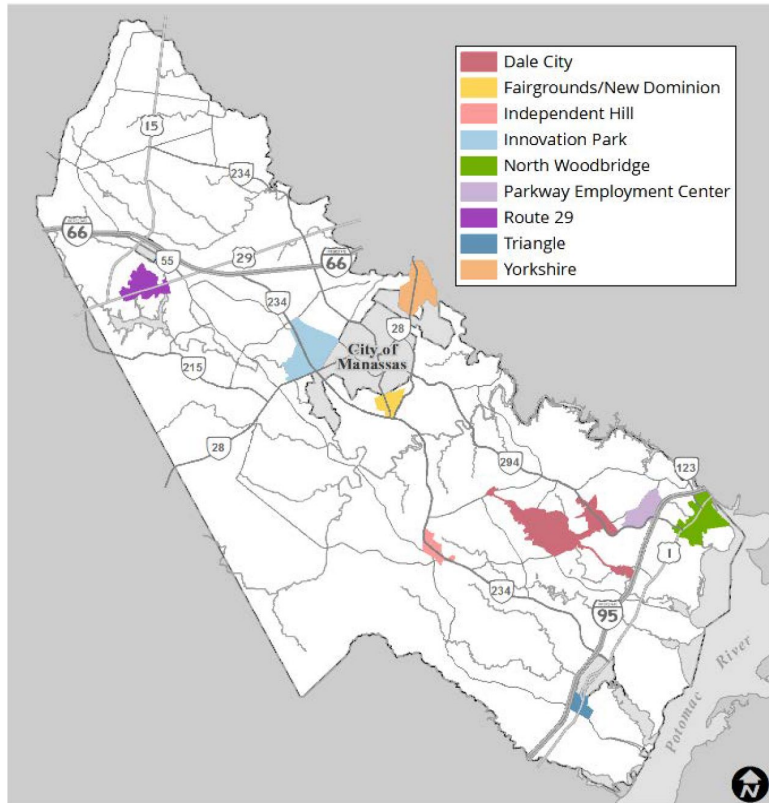 Dale City
Fairgrounds/New Dominion
Independent Hill
Innovation Park
North Woodbridge
Parkway Employment Center
Route 29
Triangle
Yorkshire
15
234
66
55
29
66
234
28
City of
Manassas
215
28
294
123
1
234
95
Potomac River
N